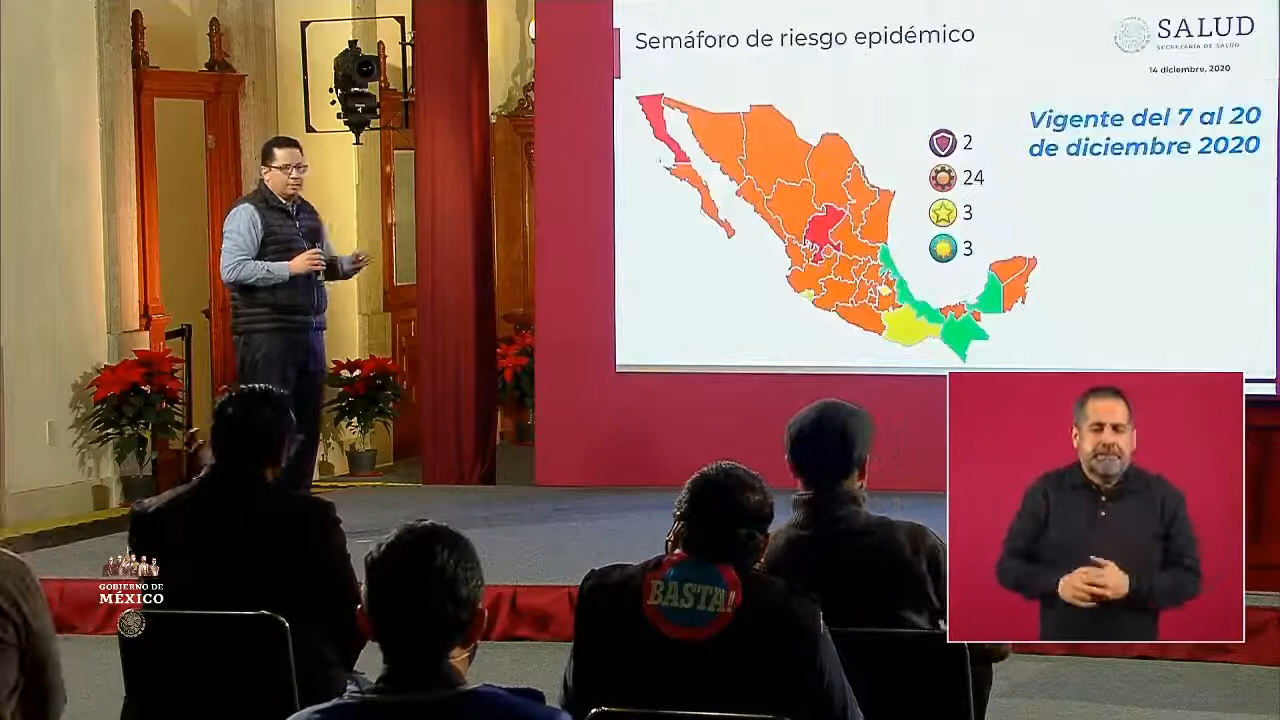 Semáforo de riesgo epidémico
SALUD
SECRETARÍA DE SALUD
14 diciembre, 2020
Vigente del 7 al 20
de diciembre 2020
2
24
3
3
BASTA!
GOBIERNO DE
MÉXICO